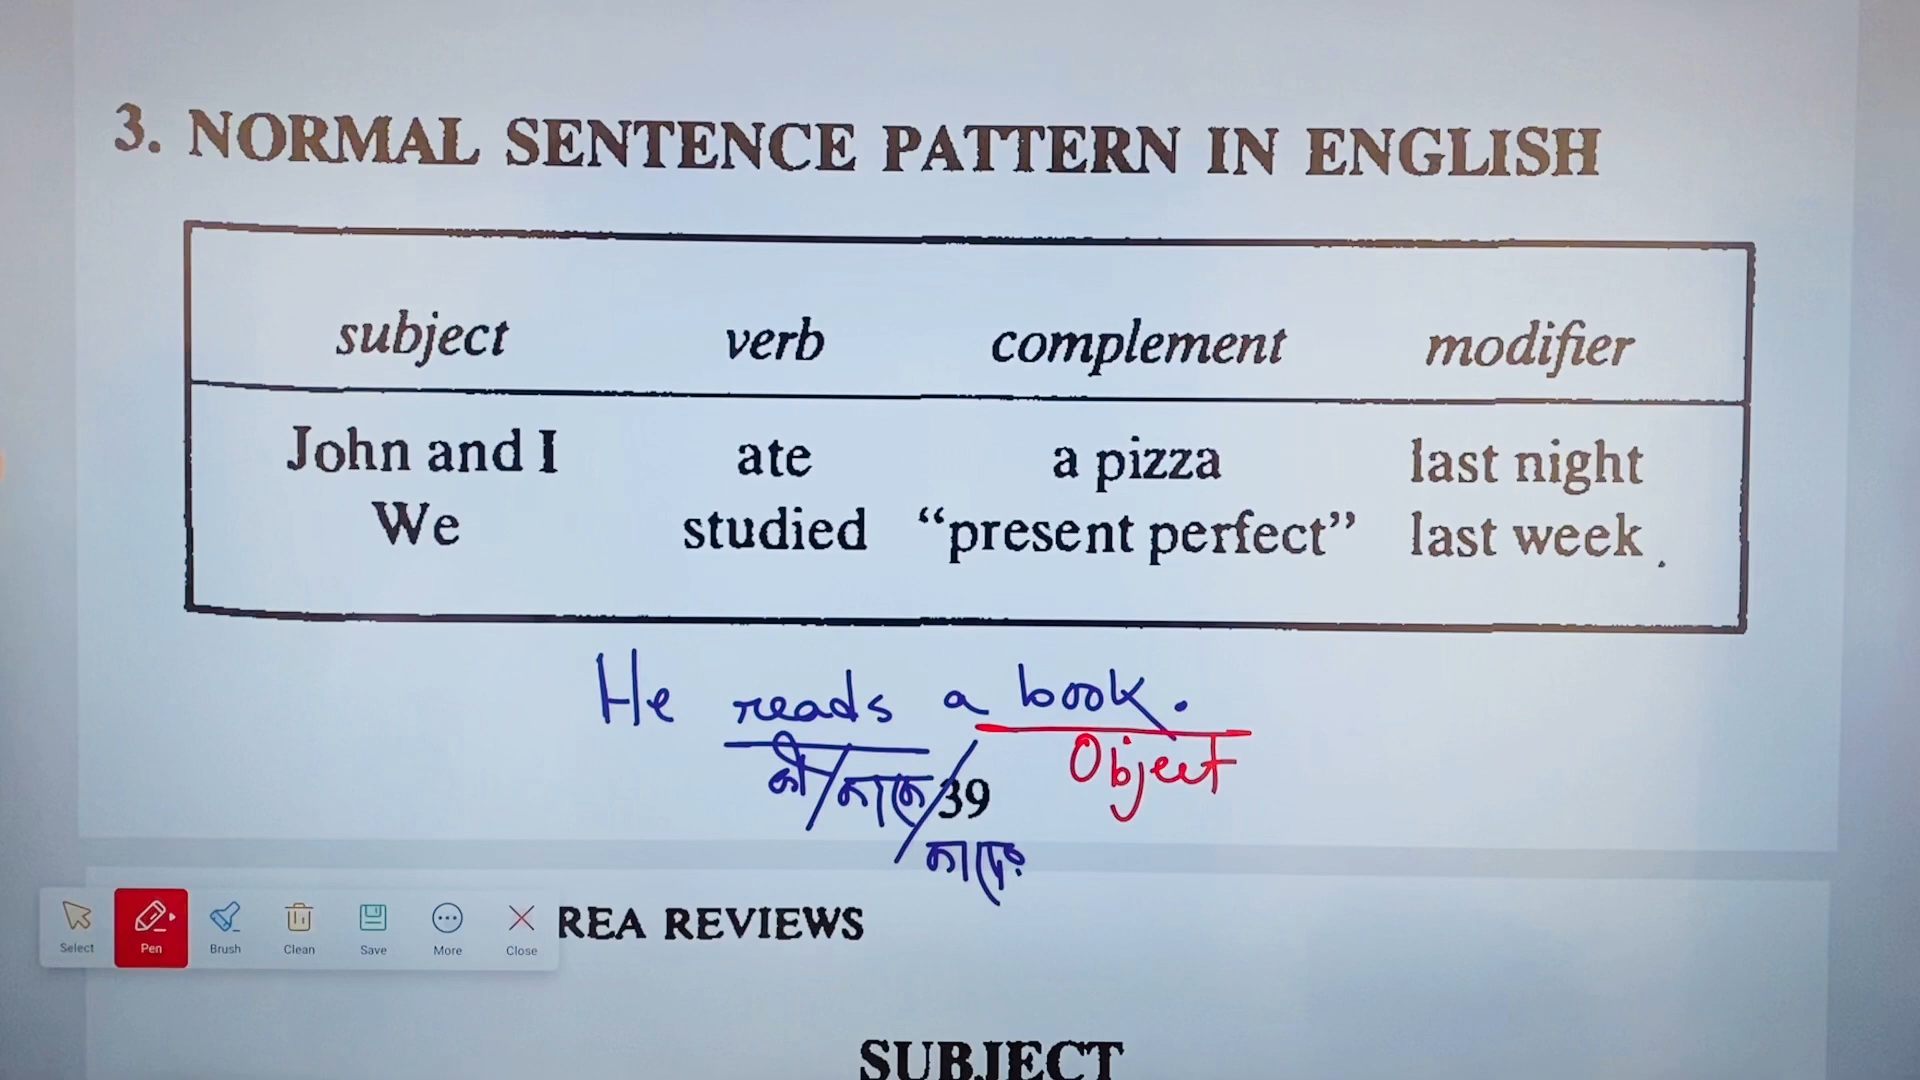 3. NORMAL SENTENCE PATTERN IN ENGLISH
subject verb complement modifier
John and I ate a pizza last night
We studied “present perfect” last week.
He reads a book.
Object
কী/কাকে/
39
কাদের
REA REVIEWS
Select Pen Brush Clean Save More Close
SUBJECT